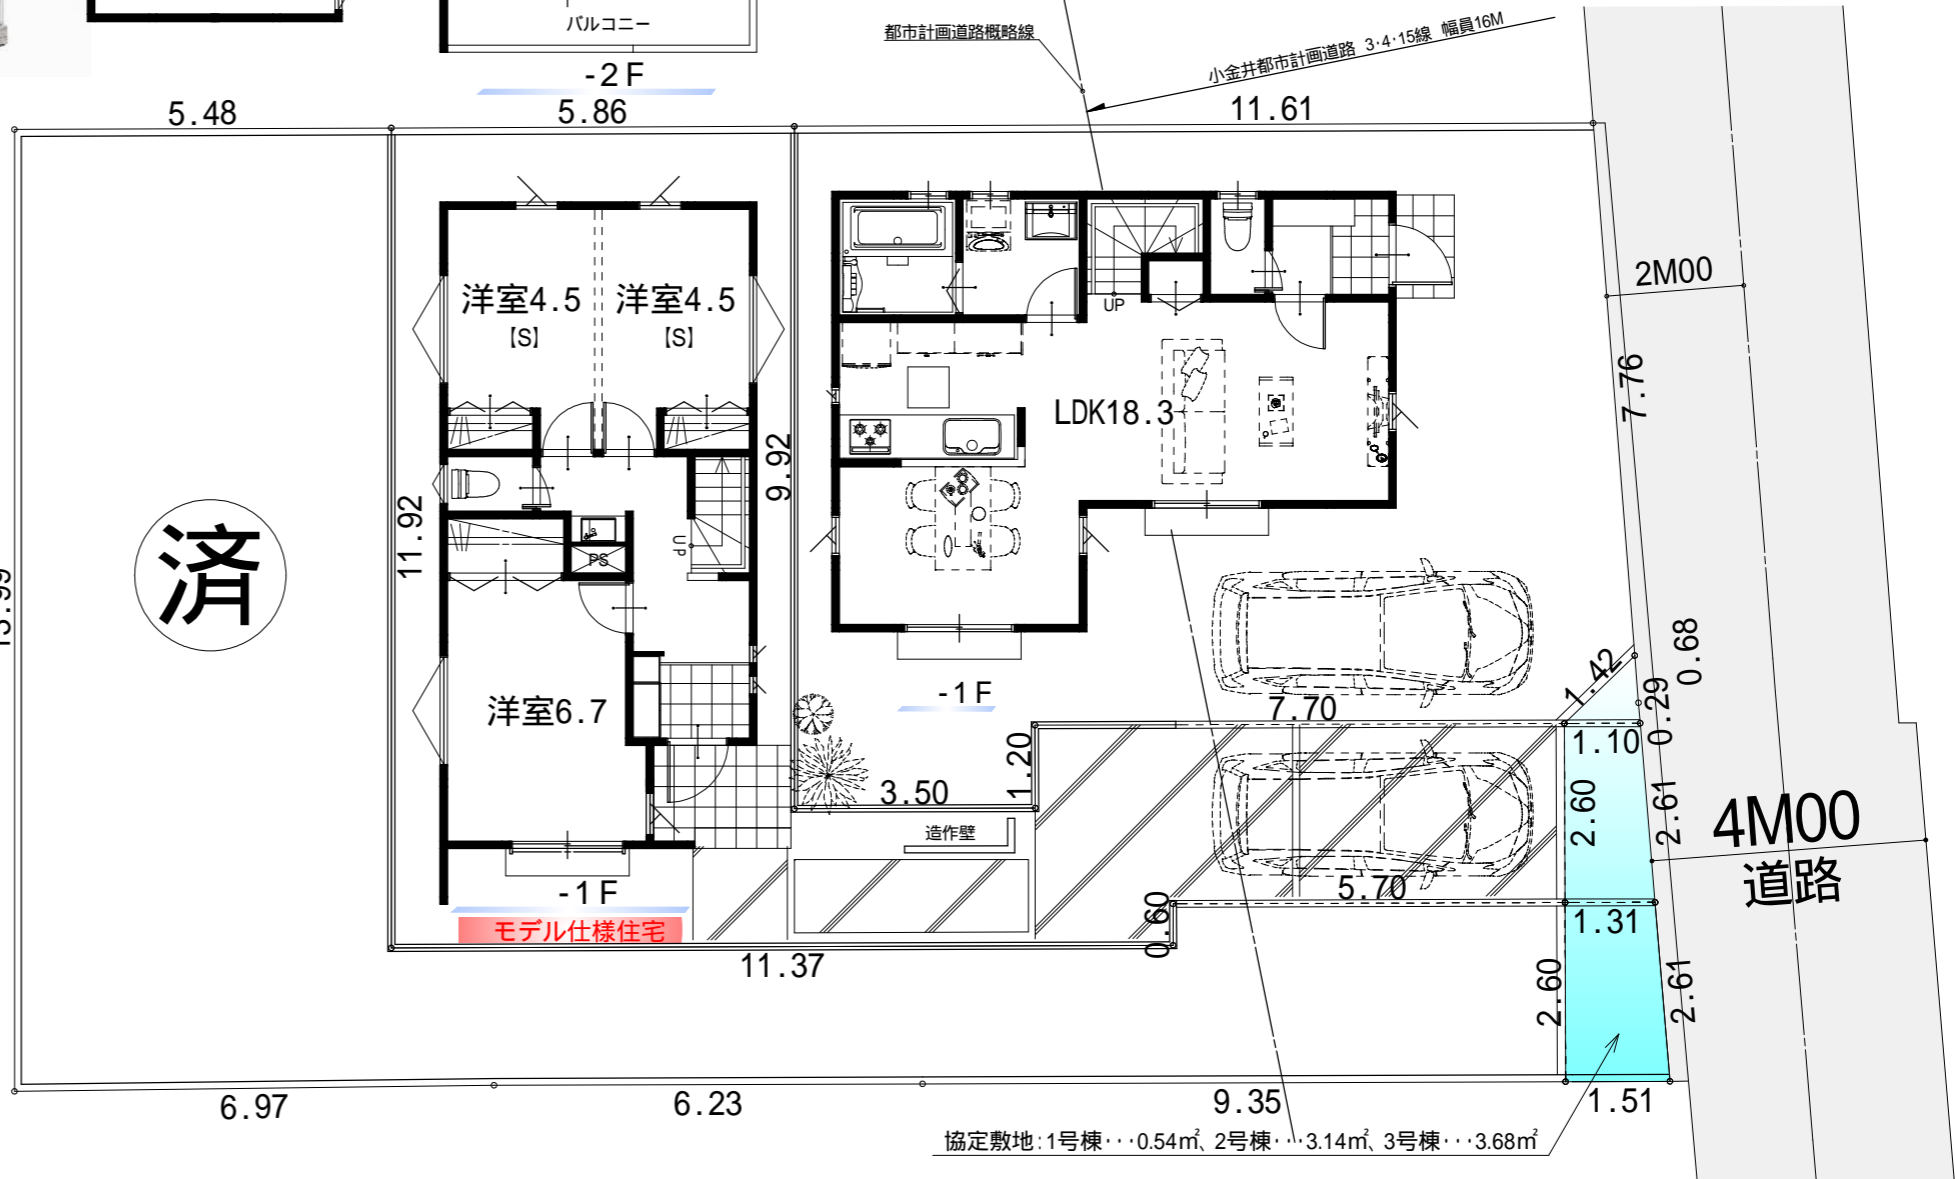 バルコニー
-2F
都市計画道路概略線
小金井都市計画道路 3・4・15線 幅員16M
5.48
5.86
11.61
2M00
洋室4.5
[S]
洋室4.5
[S]
UP
LDK18.3
7.76
9.92
11.92
済
UP
PS
洋室6.7
-1F
7.70
1.42
0.68
0.29
1.10
1.20
3.50
造作壁
2.60
2.61
4M00
道路
-1F
モデル仕様住宅
5.70
0.60
1.31
11.37
2.60
2.61
6.97
6.23
9.35
1.51
協定敷地:1号棟･･･0.54㎡、2号棟･･･3.14㎡、3号棟･･･3.68㎡